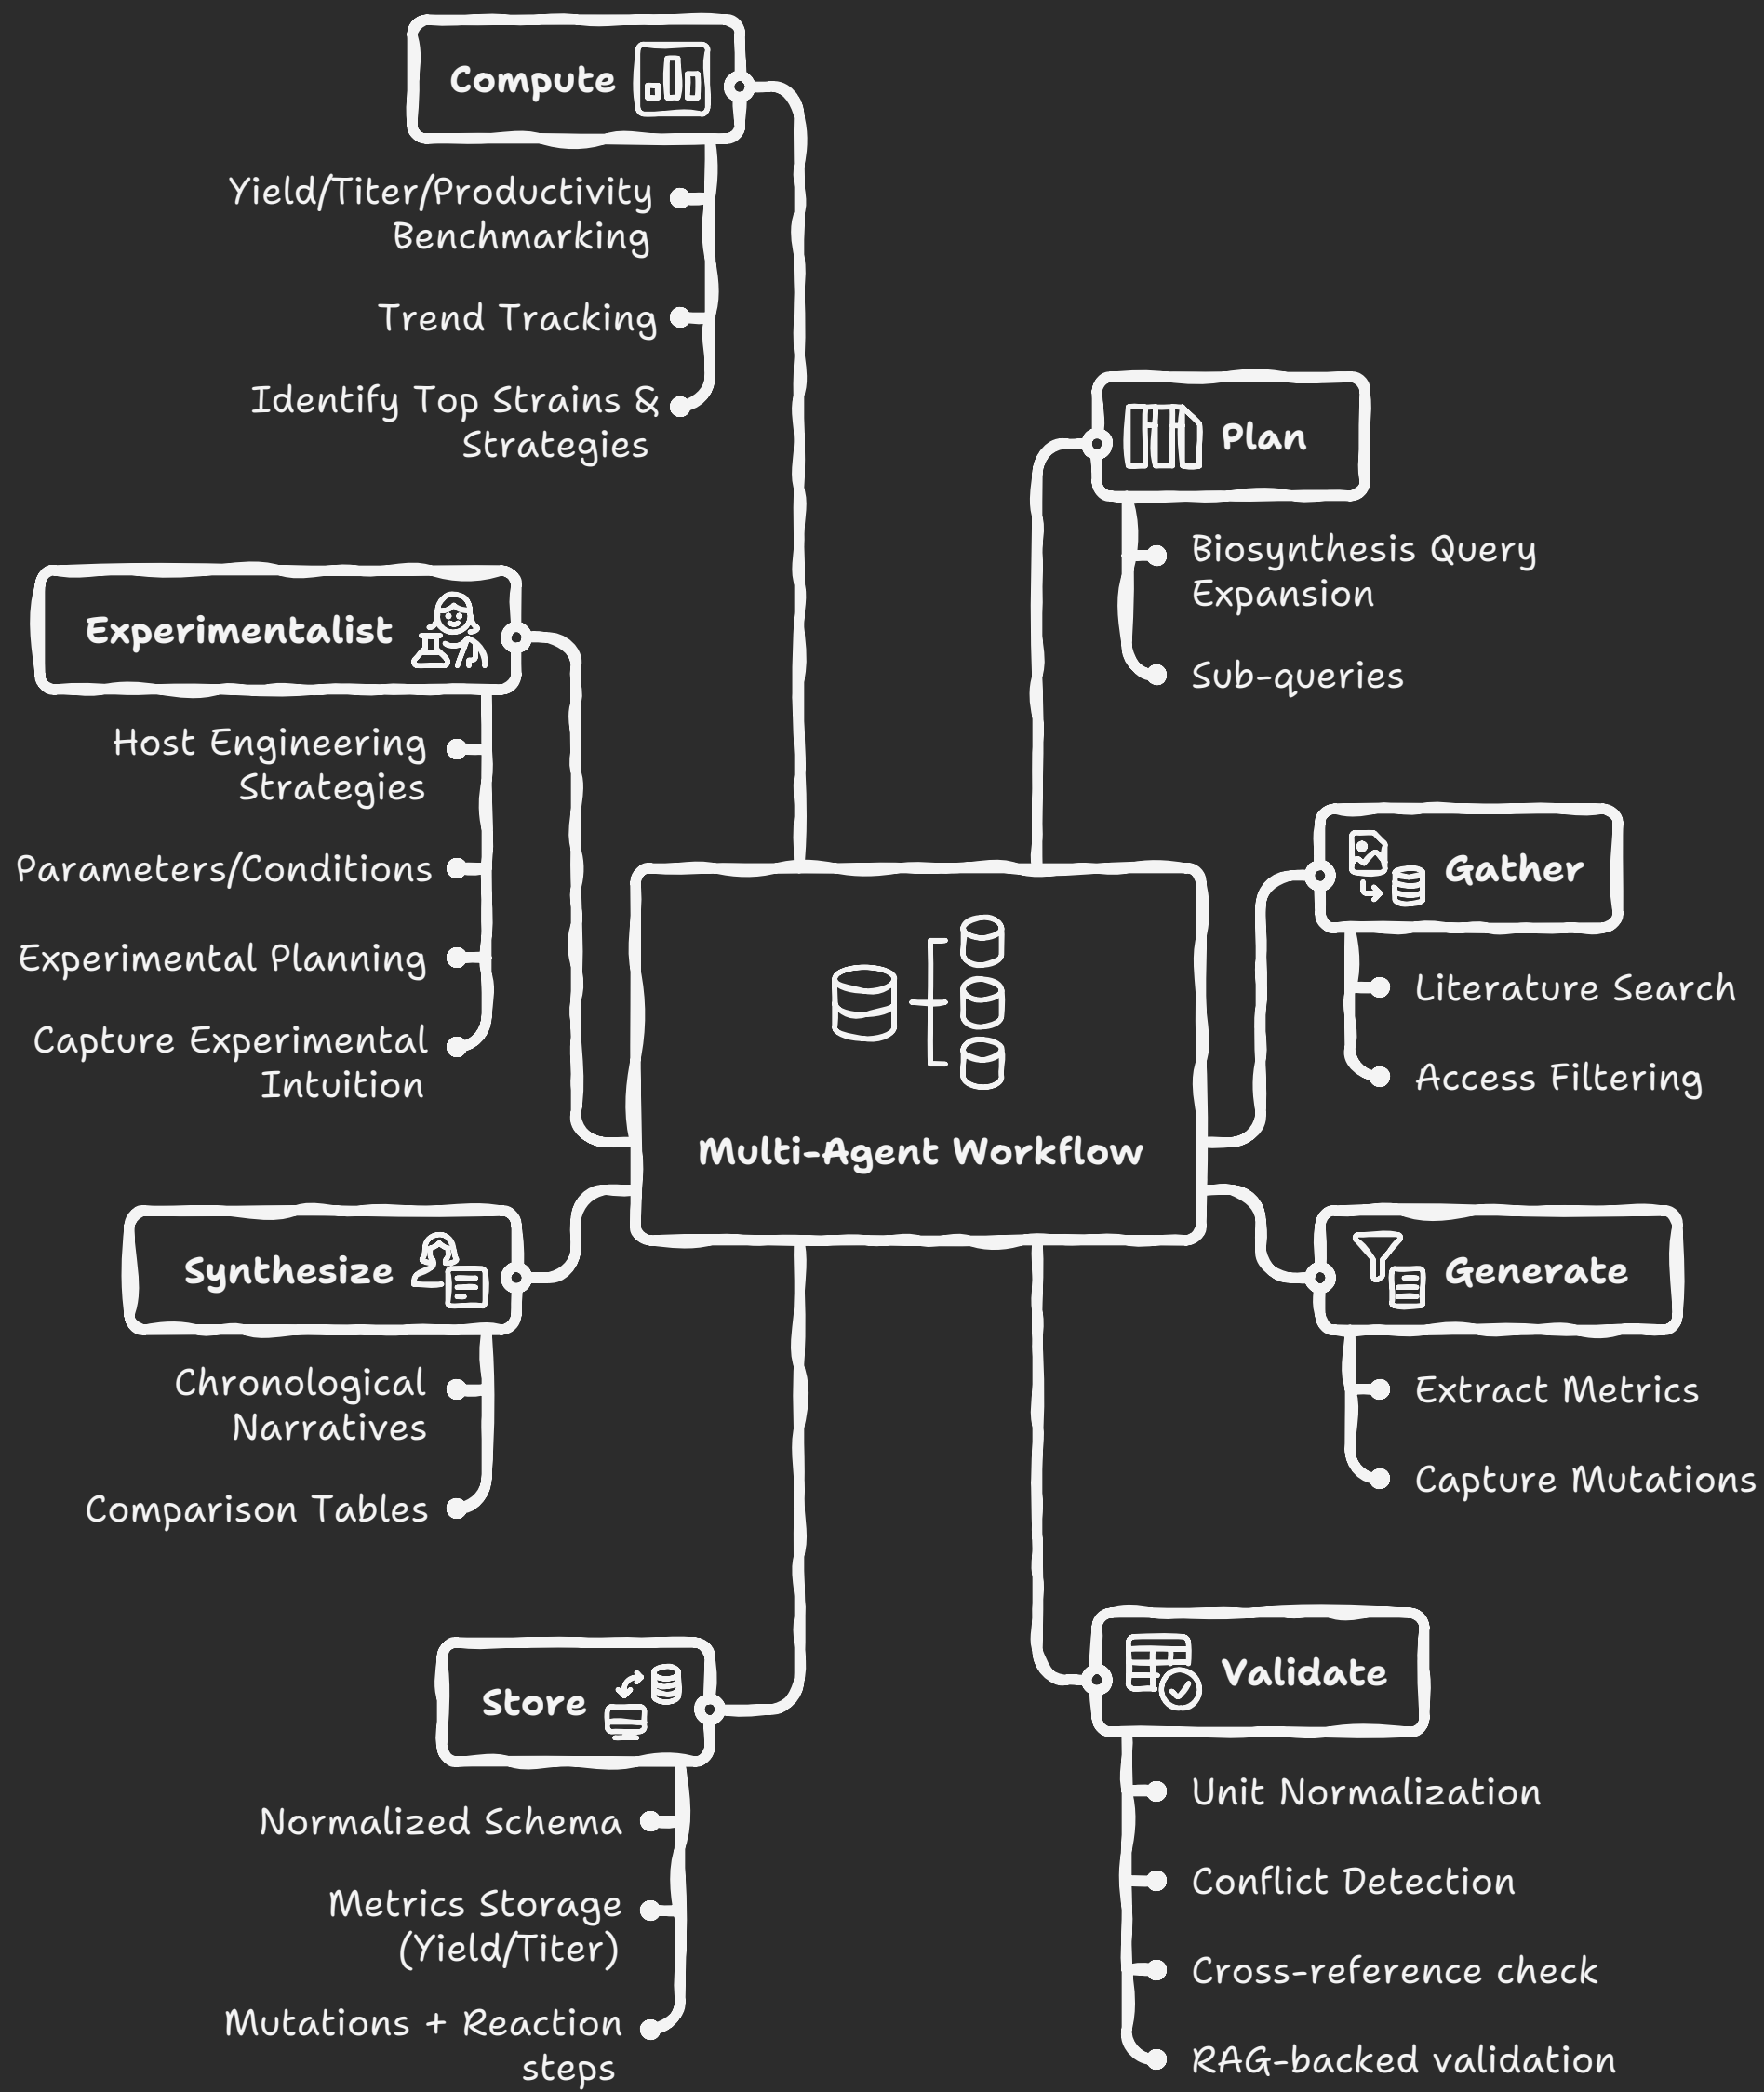 Compute
Yield/Titer/Productivity
Benchmarking
Trend Tracking
Identify Top Strains &
Strategies
Plan
Biosynthesis Query
Expansion
Sub-queries
Experimentalist
Host Engineering
Strategies
Parameters/Conditions
Experimental Planning
Capture Experimental
Intuition
Gather
Literature Search
Access Filtering
Multi-Agent Workflow
Synthesize
Chronological
Narratives
Comparison Tables
Generate
Extract Metrics
Capture Mutations
Store
Normalized Schema
Metrics Storage
(Yield/Titer)
Mutations + Reaction
steps
Validate
Unit Normalization
Conflict Detection
Cross-reference check
RAG-backed validation